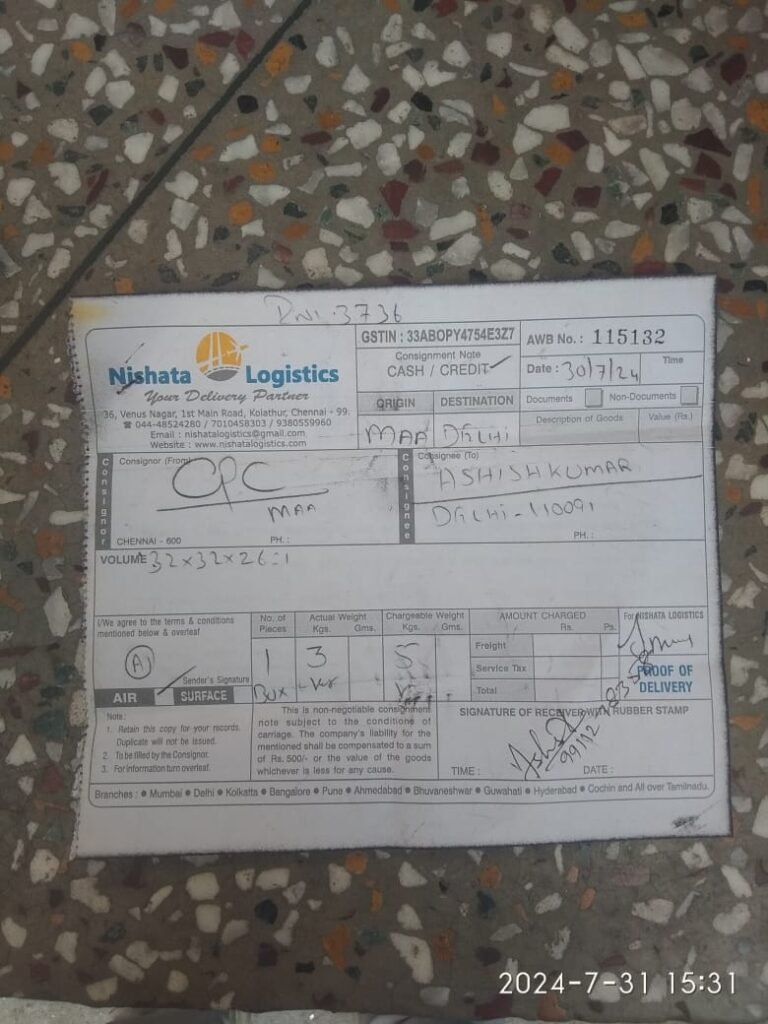 3736
Nishata Logistics
Your Delivery Partner
36, Venus Nagar, 1st Main Road, Kolathur, Chennai - 99.
☎ 044-48524280 / 7010458303 / 9380559960
Email : nishatalogistics@gmail.com
Website : www.nishatalogistics.com
GSTIN : 33ABOPY4754E3Z7
Consignment Note
CASH / CREDIT ✓
AWB No. : 115132
Date : 30/7/24 Time
ORIGIN DESTINATION
MAA DELHI
Documents Non-Documents
Description of Goods Value (Rs.)
Consignor
Consignor (From)
CPC
MAA
CHENNAI - 600 PH. :
Consignee
Consignee (To)
ASHISH KUMAR
DELHI - 110091
PH. :
VOLUME 32x32x26=1
I/We agree to the terms & conditions
mentioned below & overleaf
Sender's Signature
AIR SURFACE
No. of Pieces
1
Box
Actual Weight
Kgs. Gms.
3
Chargeable Weight
Kgs. Gms.
5
AMOUNT CHARGED
Rs. Ps.
Freight
Service Tax
Total
For NISHATA LOGISTICS
PROOF OF
DELIVERY
Note :
1. Retain this copy for your records.
Duplicate will not be issued.
2. To be filled by the Consignor.
3. For information turn overleaf.
This is non-negotiable consignment
note subject to the conditions of
carriage. The company's liability for the
mentioned shall be compensated to a sum
of Rs. 500/- or the value of the goods
whichever is less for any cause.
SIGNATURE OF RECEIVER WITH RUBBER STAMP
TIME : DATE :
Branches : ● Mumbai ● Delhi ● Kolkatta ● Bangalore ● Pune ● Ahmedabad ● Bhuvaneshwar ● Guwahati ● Hyderabad ● Cochin and All over Tamilnadu.
2024-7-31 15:31